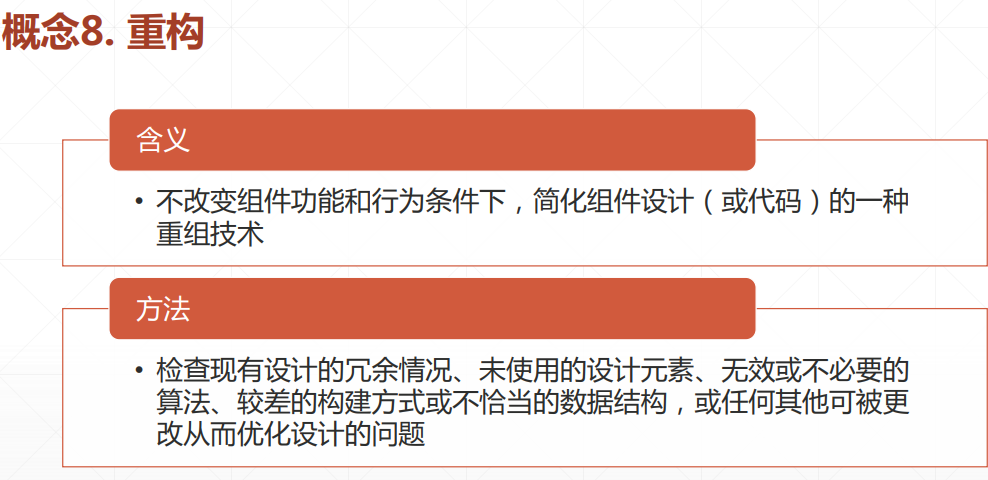 概念8. 重构
含义
• 不改变组件功能和行为条件下，简化组件设计（或代码）的一种
重组技术
方法
• 检查现有设计的冗余情况、未使用的设计元素、无效或不必要的
算法、较差的构建方式或不恰当的数据结构，或任何其他可被更
改从而优化设计的问题